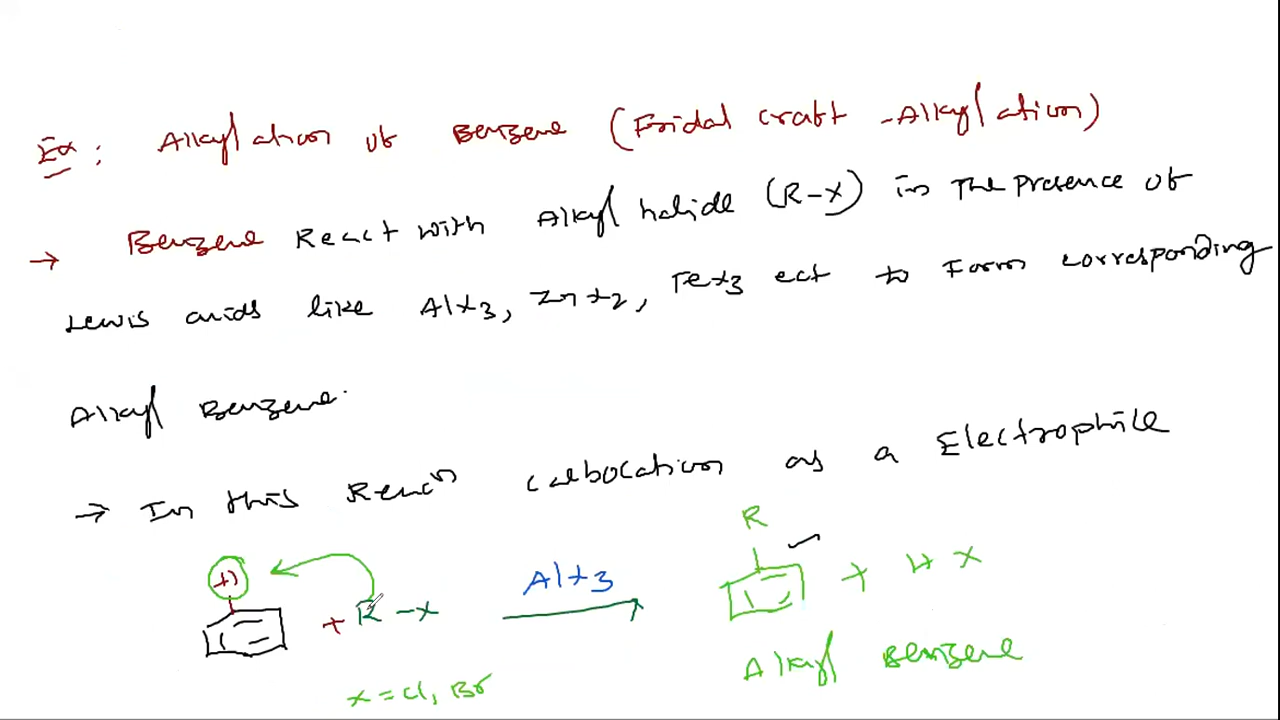 Ex : Alkylation of Benzene (Fridal craft -Alkylation)
→ Benzene React with Alkyl halide (R-X) in The Presence of
Lewis acids like AlX3, ZnX2, FeX3 ect to Form corresponding
Alkyl Benzene.
→ In this Reacn carbocation as a Electrophile
R
H + R-X AlX3 + H X
Alkyl Benzene
X = Cl, Br